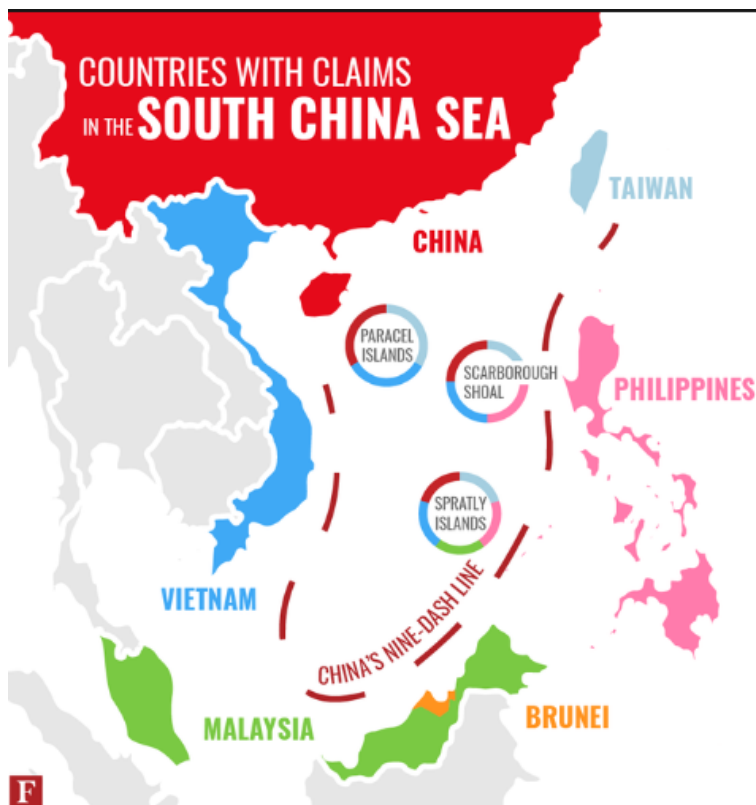 COUNTRIES WITH CLAIMS
IN THE SOUTH CHINA SEA
TAIWAN
CHINA
PARACEL
ISLANDS
SCARBOROUGH
SHOAL
PHILIPPINES
SPRATLY
ISLANDS
VIETNAM
CHINA'S NINE-DASH LINE
MALAYSIA
BRUNEI
F